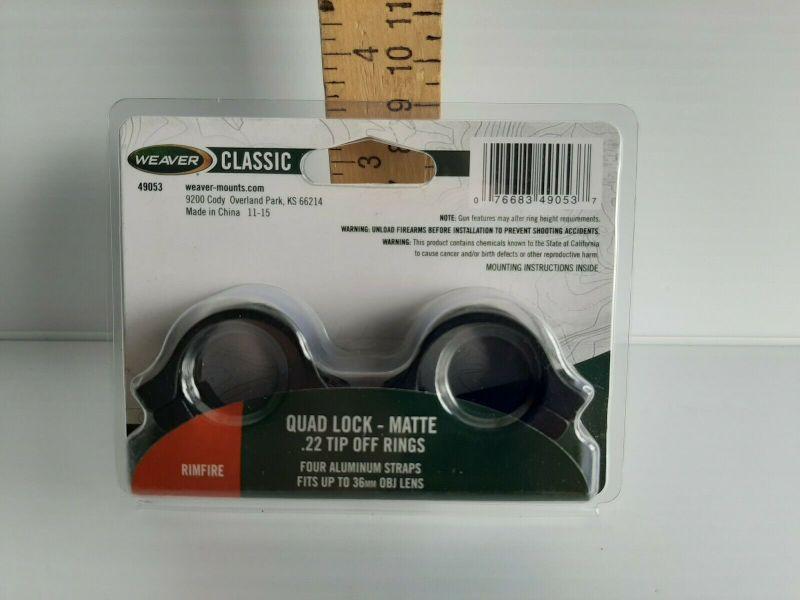 11
4
10
9
3
8
WEAVER CLASSIC
49053
weaver-mounts.com
9200 Cody Overland Park, KS 66214
Made in China 11-15
0 76683 49053 7
NOTE: Gun features may alter ring height requirements.
WARNING: UNLOAD FIREARMS BEFORE INSTALLATION TO PREVENT SHOOTING ACCIDENTS.
WARNING: This product contains chemicals known to the State of California
to cause cancer and/or birth defects or other reproductive harm.
MOUNTING INSTRUCTIONS INSIDE
QUAD LOCK - MATTE
.22 TIP OFF RINGS
RIMFIRE
FOUR ALUMINUM STRAPS
FITS UP TO 36MM OBJ LENS